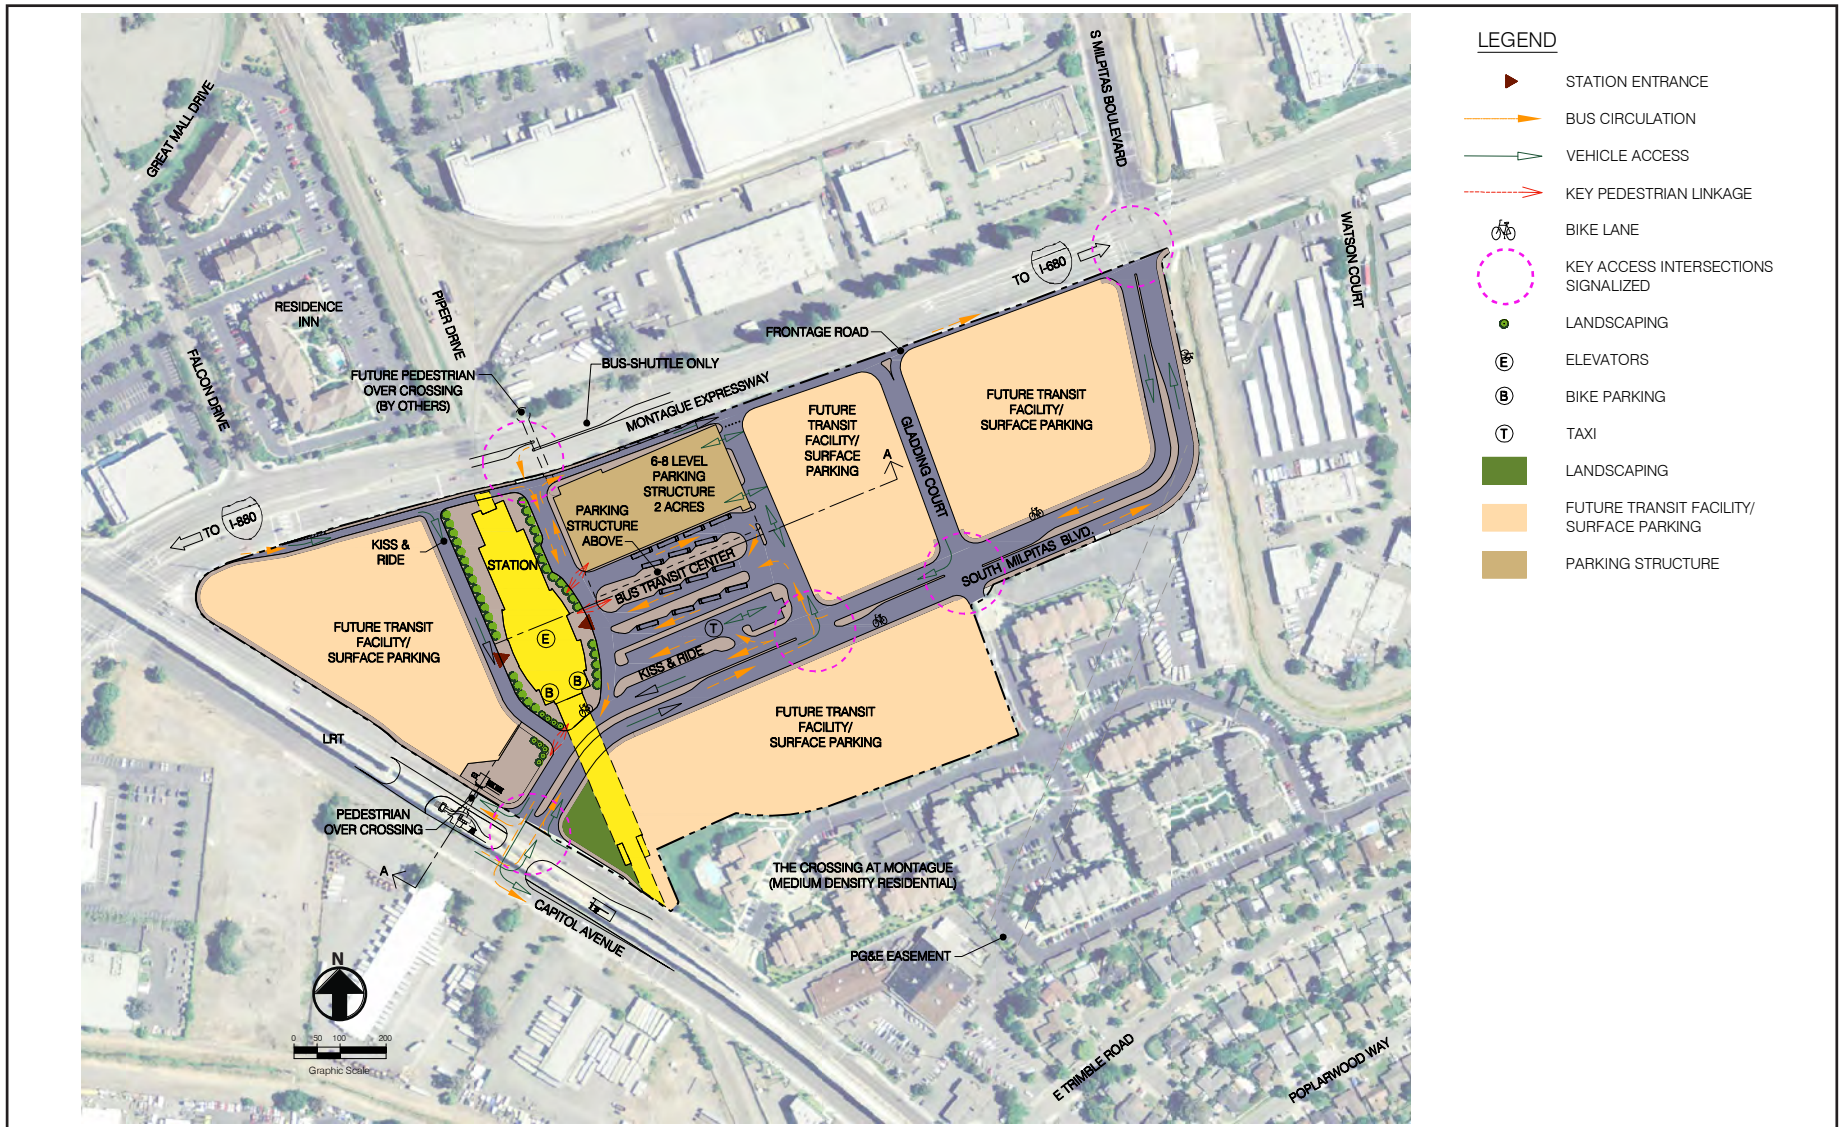 LEGEND
STATION ENTRANCE
BUS CIRCULATION
VEHICLE ACCESS
KEY PEDESTRIAN LINKAGE
BIKE LANE
KEY ACCESS INTERSECTIONS
SIGNALIZED
LANDSCAPING
E
ELEVATORS
B
BIKE PARKING
T
TAXI
LANDSCAPING
FUTURE TRANSIT FACILITY/
SURFACE PARKING
PARKING STRUCTURE
GREAT MALL DRIVE
S MILPITAS BOULEVARD
WATSON COURT
TO I-680
RESIDENCE
INN
PIPER DRIVE
FALCON DRIVE
FRONTAGE ROAD
BUS-SHUTTLE ONLY
FUTURE PEDESTRIAN
OVER CROSSING
(BY OTHERS)
MONTAGUE EXPRESSWAY
FUTURE TRANSIT
FACILITY/
SURFACE PARKING
FUTURE
TRANSIT
FACILITY/
SURFACE
PARKING
GLADDING COURT
A
6-8 LEVEL
PARKING
STRUCTURE
2 ACRES
PARKING
STRUCTURE
ABOVE
TO I-880
KISS &
RIDE
STATION
BUS TRANSIT CENTER
SOUTH MILPITAS BLVD.
E
T
B
B
KISS & RIDE
FUTURE TRANSIT
FACILITY/
SURFACE PARKING
FUTURE TRANSIT
FACILITY/
SURFACE PARKING
LRT
PEDESTRIAN
OVER CROSSING
A
CAPITOL AVENUE
THE CROSSING AT MONTAGUE
(MEDIUM DENSITY RESIDENTIAL)
PG&E EASEMENT
E TRIMBLE ROAD
POPLARWOOD WAY
N
0 50 100 200
Graphic Scale